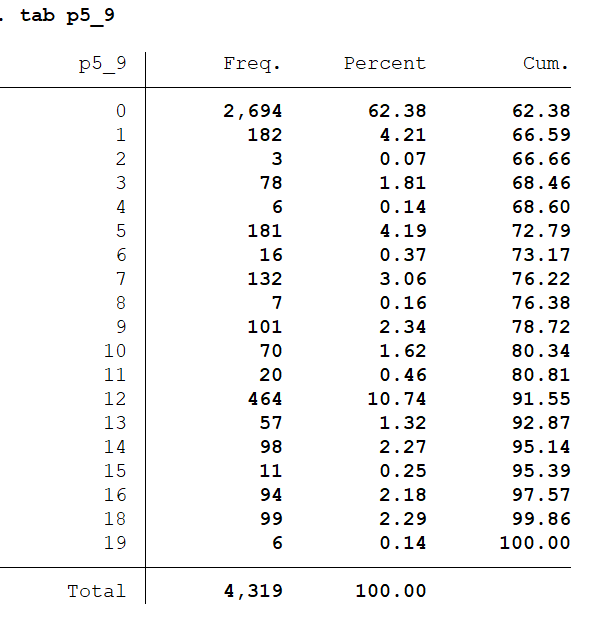 . tab p5_9
p5_9 Freq. Percent Cum.
0 2,694 62.38 62.38
1 182 4.21 66.59
2 3 0.07 66.66
3 78 1.81 68.46
4 6 0.14 68.60
5 181 4.19 72.79
6 16 0.37 73.17
7 132 3.06 76.22
8 7 0.16 76.38
9 101 2.34 78.72
10 70 1.62 80.34
11 20 0.46 80.81
12 464 10.74 91.55
13 57 1.32 92.87
14 98 2.27 95.14
15 11 0.25 95.39
16 94 2.18 97.57
18 99 2.29 99.86
19 6 0.14 100.00
Total 4,319 100.00